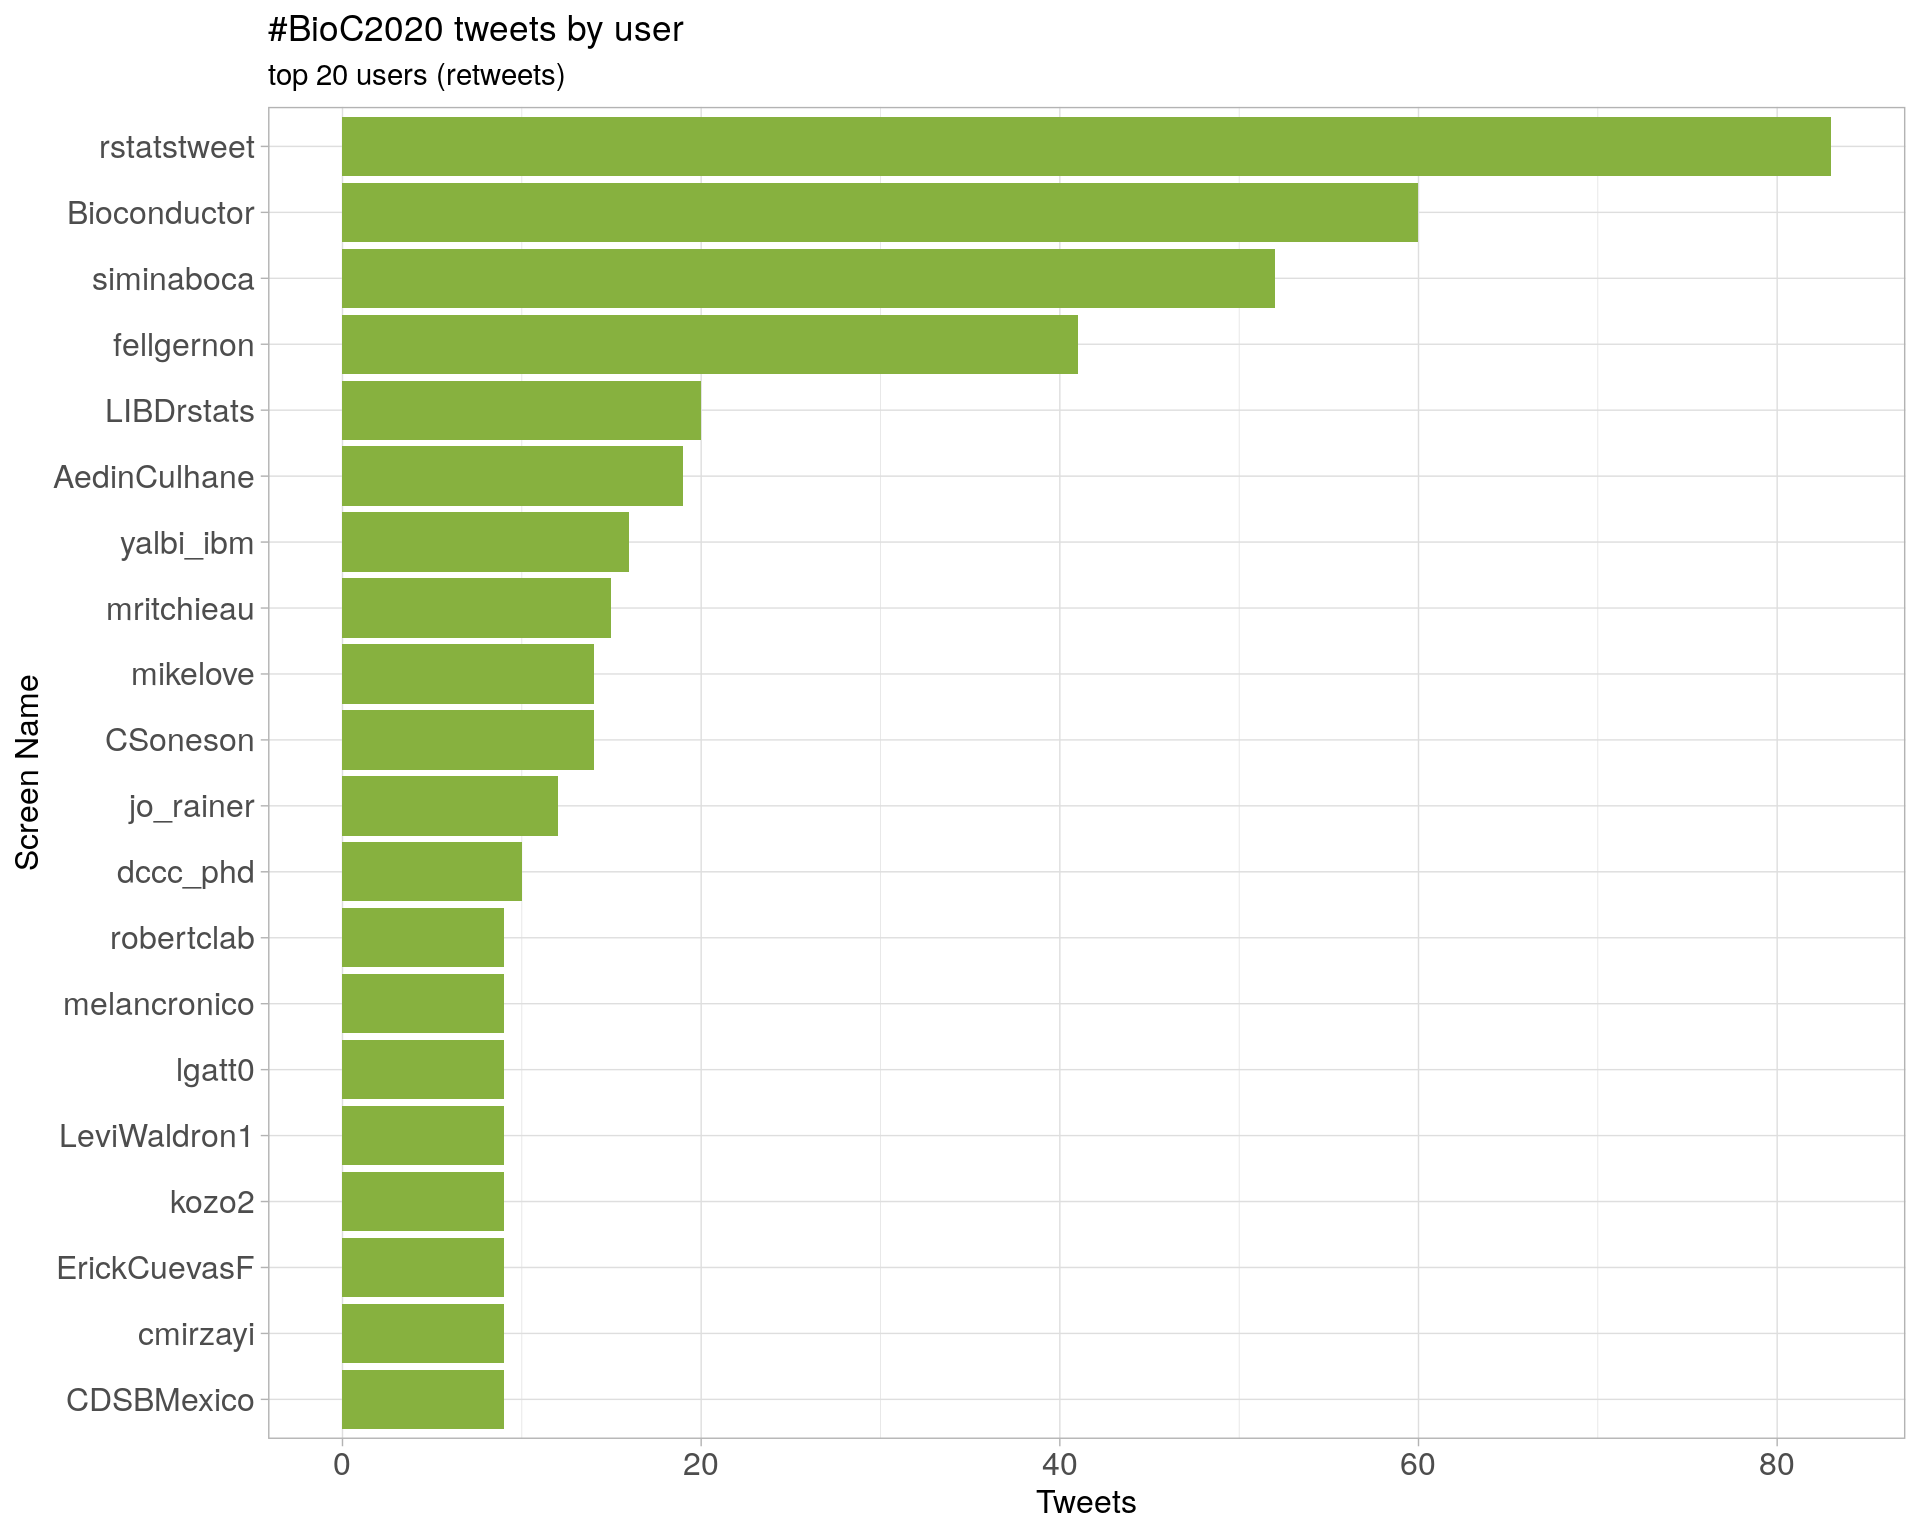 #BioC2020 tweets by user
top 20 users (retweets)
rstatstweet
Bioconductor
siminaboca
fellgernon
LIBDrstats
AedinCulhane
yalbi_ibm
mritchieau
mikelove
CSoneson
jo_rainer
dccc_phd
robertclab
melancronico
lgatt0
LeviWaldron1
kozo2
ErickCuevasF
cmirzayi
CDSBMexico
Screen Name
0 20 40 60 80
Tweets